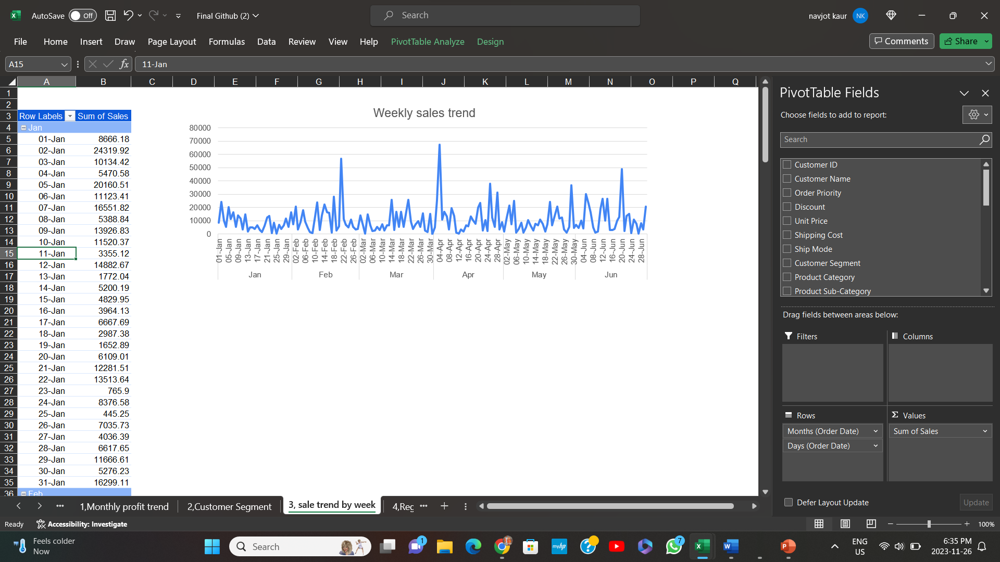 AutoSave Off Final Github (2) Search navjot kaur NK
File Home Insert Draw Page Layout Formulas Data Review View Help PivotTable Analyze Design Comments Share
A15 fx 11-Jan
A B C D E F G H I J K L M N O P Q
1
2
3 Row Labels Sum of Sales
4 Jan
5 01-Jan 8666.18
6 02-Jan 24319.92
7 03-Jan 10134.42
8 04-Jan 5470.58
9 05-Jan 20160.51
10 06-Jan 11123.41
11 07-Jan 16551.82
12 08-Jan 5388.84
13 09-Jan 13926.83
14 10-Jan 11520.37
15 11-Jan 3355.12
16 12-Jan 14882.67
17 13-Jan 1772.04
18 14-Jan 5200.19
19 15-Jan 4829.95
20 16-Jan 3964.13
21 17-Jan 6667.69
22 18-Jan 2987.38
23 19-Jan 1652.89
24 20-Jan 6109.01
25 21-Jan 12281.51
26 22-Jan 13513.64
27 23-Jan 765.9
28 24-Jan 8376.58
29 25-Jan 445.25
30 26-Jan 7035.73
31 27-Jan 4036.39
32 28-Jan 6617.65
33 29-Jan 11666.61
34 30-Jan 5276.23
35 31-Jan 16299.11
36 Feb
Weekly sales trend
80000
70000
60000
50000
40000
30000
20000
10000
0
01-Jan 05-Jan 09-Jan 13-Jan 17-Jan 21-Jan 25-Jan 29-Jan 02-Feb 06-Feb 10-Feb 14-Feb 18-Feb 22-Feb 26-Feb 02-Mar 06-Mar 10-Mar 14-Mar 18-Mar 22-Mar 26-Mar 30-Mar 04-Apr 08-Apr 12-Apr 16-Apr 20-Apr 24-Apr 28-Apr 02-May 06-May 10-May 14-May 18-May 22-May 26-May 30-May 04-Jun 08-Jun 12-Jun 16-Jun 20-Jun 24-Jun 28-Jun
Jan Feb Mar Apr May Jun
PivotTable Fields
Choose fields to add to report:
Search
Customer ID
Customer Name
Order Priority
Discount
Unit Price
Shipping Cost
Ship Mode
Customer Segment
Product Category
Product Sub-Category
Drag fields between areas below:
Filters Columns
Rows Σ Values
Months (Order Date) Sum of Sales
Days (Order Date)
Defer Layout Update Update
1,Monthly profit trend 2,Customer Segment 3, sale trend by week 4,Reg
Ready Accessibility: Investigate 100%
Feels colder
Now
Search
1
myhp
7
ENG
US
6:35 PM
2023-11-26